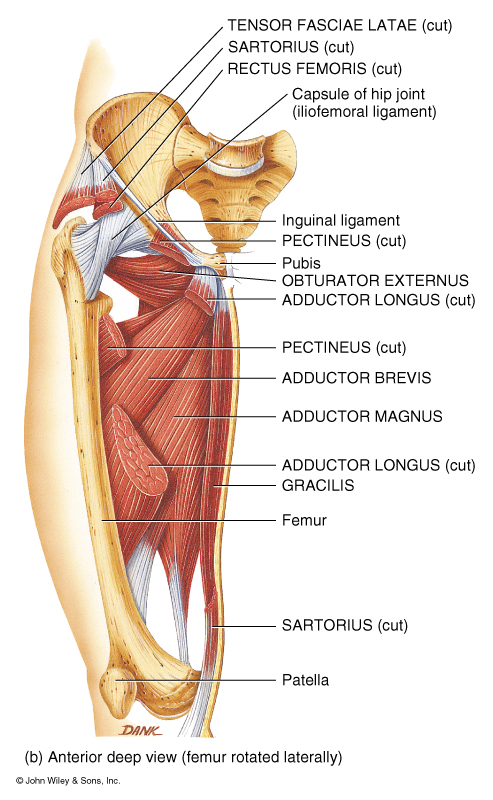 TENSOR FASCIAE LATAE (cut)
SARTORIUS (cut)
RECTUS FEMORIS (cut)
Capsule of hip joint
(iliofemoral ligament)
Inguinal ligament
PECTINEUS (cut)
Pubis
OBTURATOR EXTERNUS
ADDUCTOR LONGUS (cut)
PECTINEUS (cut)
ADDUCTOR BREVIS
ADDUCTOR MAGNUS
ADDUCTOR LONGUS (cut)
GRACILIS
Femur
SARTORIUS (cut)
Patella
DANK
(b) Anterior deep view (femur rotated laterally)
© John Wiley & Sons, Inc.